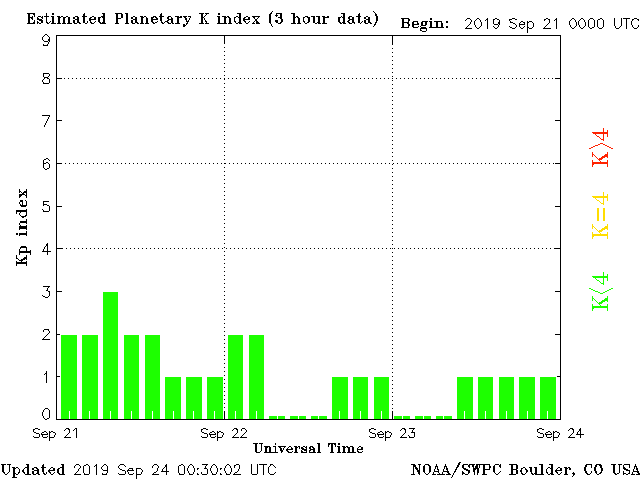 Estimated Planetary K index (3 hour data) Begin: 2019 Sep 21 0000 UTC
9
8
7
6
5
4
3
2
1
0
Kp index
K>4
K=4
K<4
Sep 21 Sep 22 Sep 23 Sep 24
Universal Time
Updated 2019 Sep 24 00:30:02 UTC NOAA/SWPC Boulder, CO USA